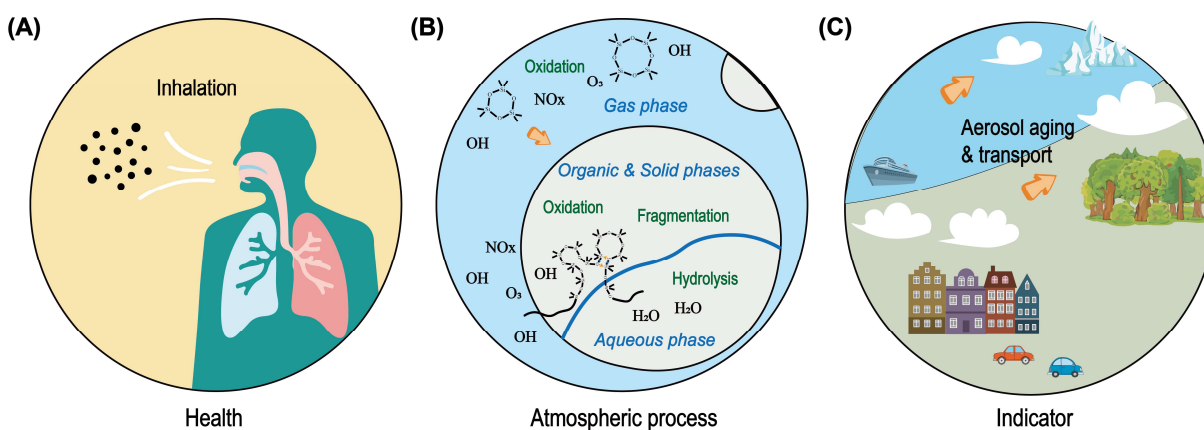 (A)
Inhalation
Health
(B)
Oxidation
OH
O₃
NOx
Gas phase
OH
Organic & Solid phases
Oxidation
Fragmentation
NOx
OH
OH
O₃
Hydrolysis
H₂O
H₂O
OH
Aqueous phase
Atmospheric process
(C)
Aerosol aging
& transport
Indicator